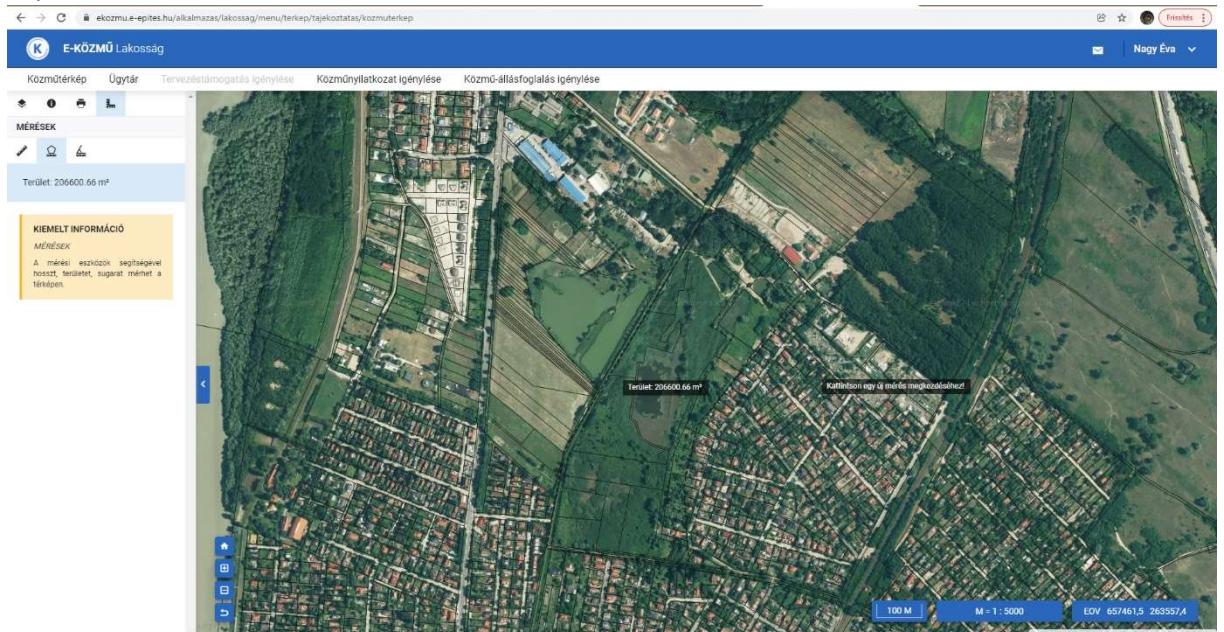 ekozmu.e-epites.hu/alkalmazas/lakossag/menu/terkep/tajekoztatas/kozmuterkep
Frissítés
K E-KÖZMŰ Lakosság
Nagy Éva
Közműtérkép Ügytár Tervezéstámogatás igénylése Közműnyilatkozat igénylése Közmű-állásfoglalás igénylése
MÉRÉSEK
Terület: 206600.66 m²
KIEMELT INFORMÁCIÓ
MÉRÉSEK
A mérési eszközök segítségével
hosszt, területet, sugarat mérhet a
térképen.
Terület: 206600.66 m²
Kattintson egy új mérés megkezdéséhez!
100 M
M = 1 : 5000
EOV 657461,5 263557,4